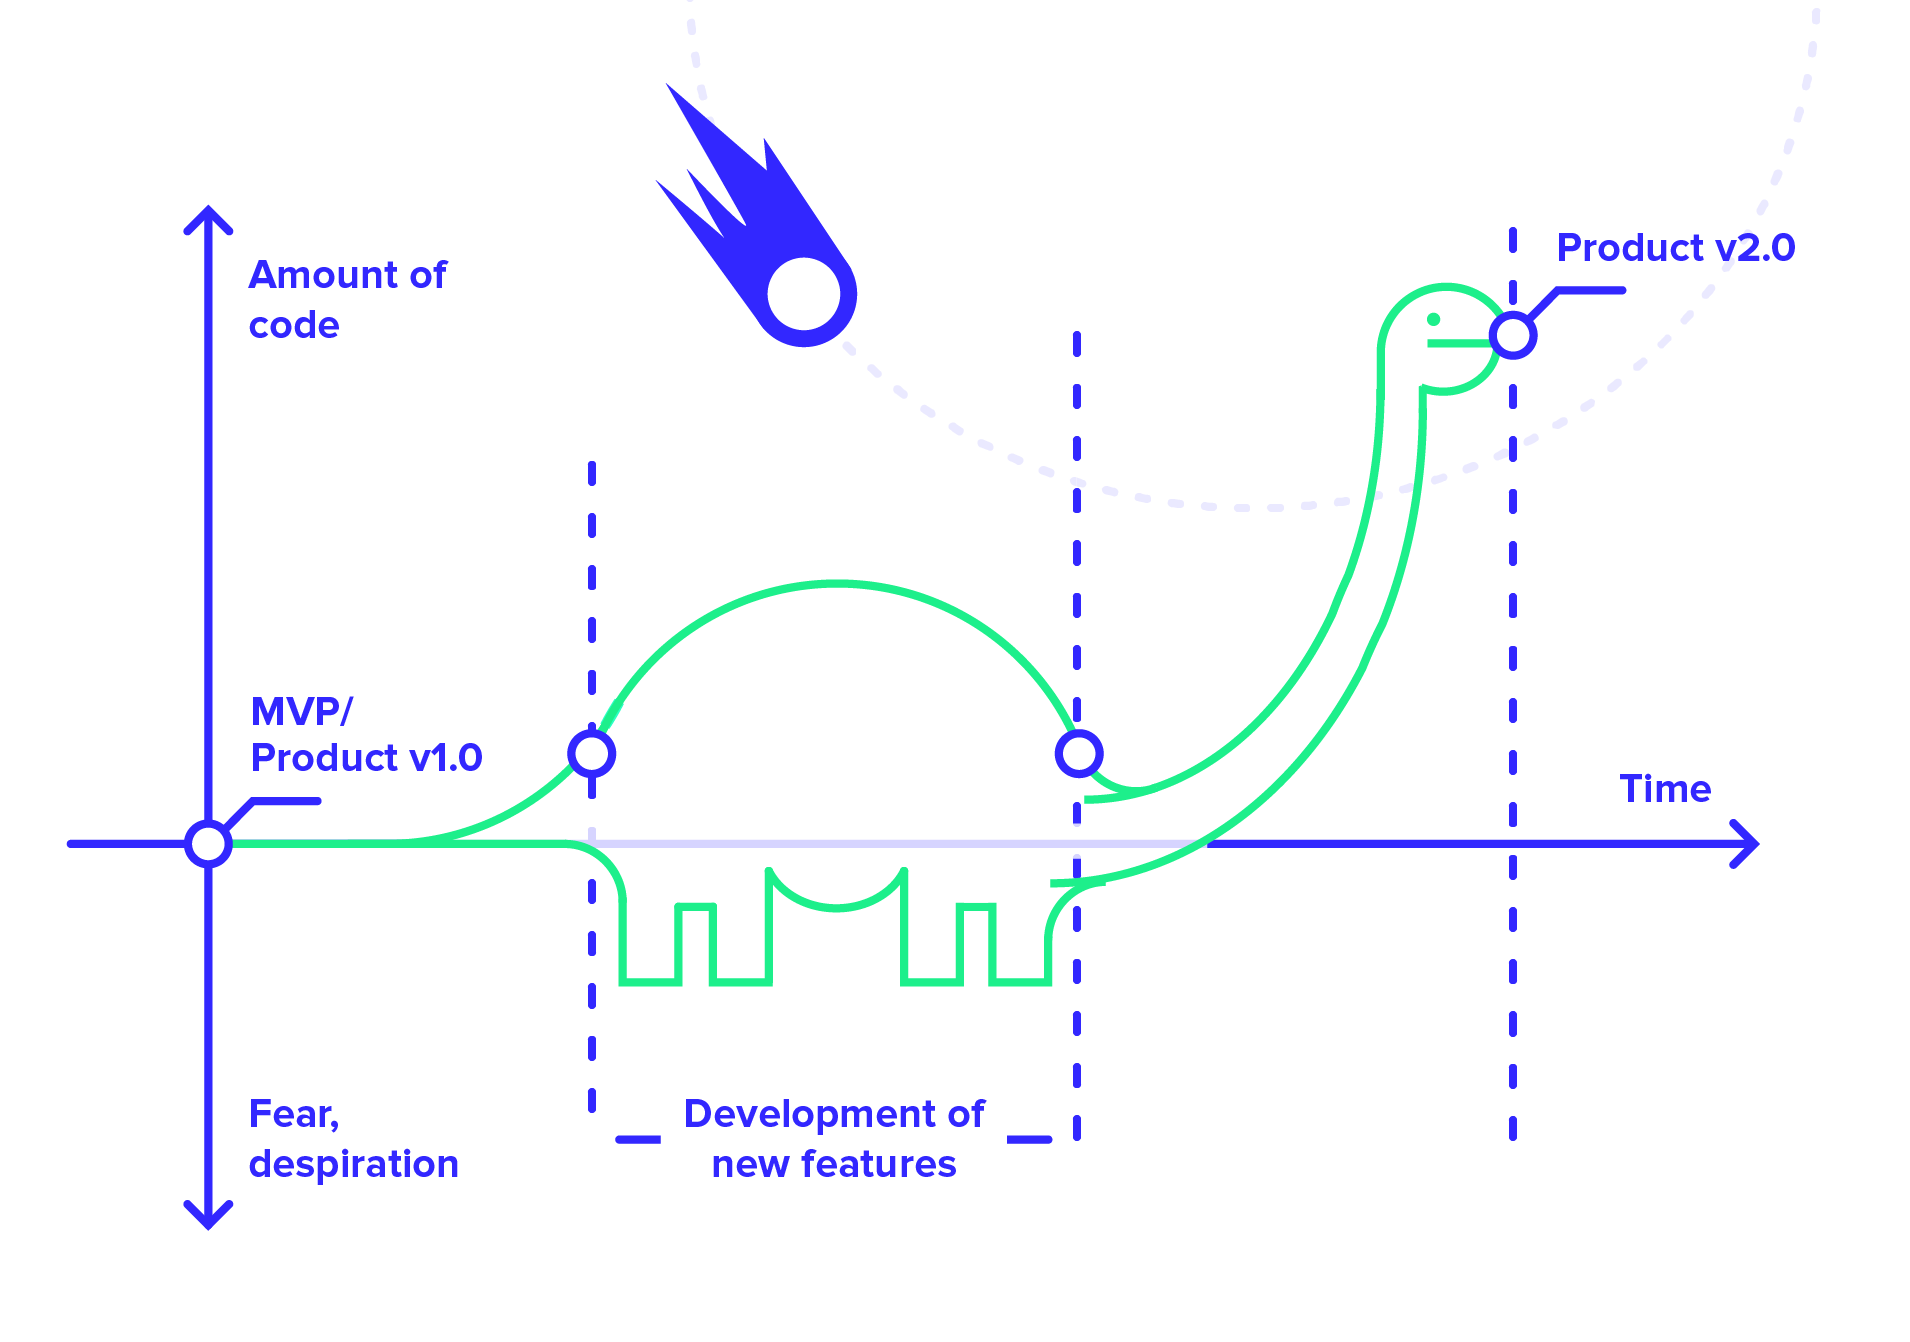 Amount of
code
Product v2.0
MVP/
Product v1.0
Time
Fear,
despiration
Development of
new features